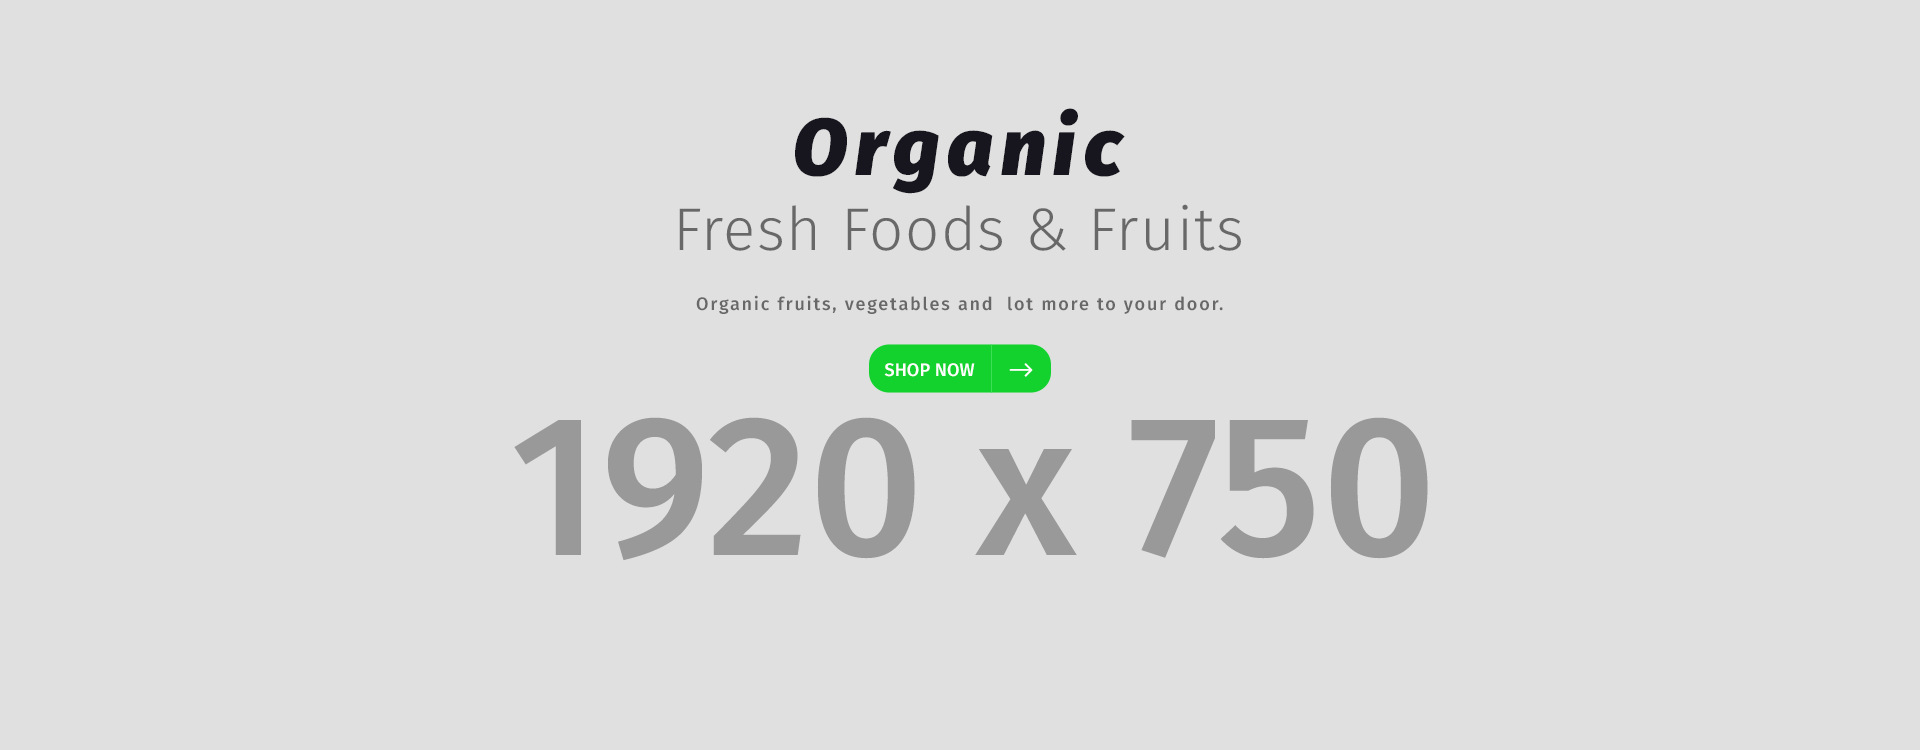 Organic
Fresh Foods & Fruits
Organic fruits, vegetables and  lot more to your door.
SHOP NOW
1920 x 750